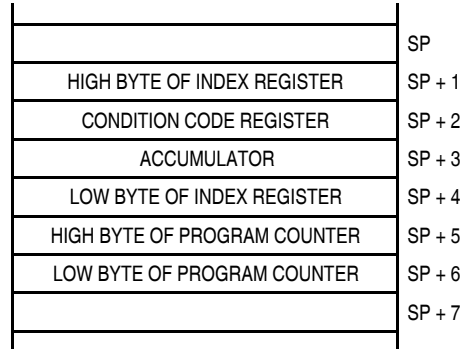 SP
HIGH BYTE OF INDEX REGISTER SP + 1
CONDITION CODE REGISTER SP + 2
ACCUMULATOR SP + 3
LOW BYTE OF INDEX REGISTER SP + 4
HIGH BYTE OF PROGRAM COUNTER SP + 5
LOW BYTE OF PROGRAM COUNTER SP + 6
SP + 7